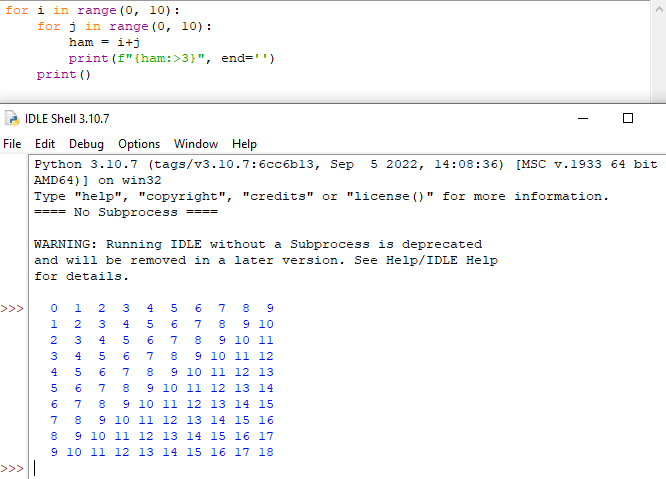 for i in range(0, 10):
    for j in range(0, 10):
        ham = i+j
        print(f"{ham:>3}", end='')
    print()
IDLE Shell 3.10.7
File Edit Debug Options Window Help
Python 3.10.7 (tags/v3.10.7:6cc6b13, Sep  5 2022, 14:08:36) [MSC v.1933 64 bit
AMD64)] on win32
Type "help", "copyright", "credits" or "license()" for more information.
==== No Subprocess ====
WARNING: Running IDLE without a Subprocess is deprecated
and will be removed in a later version. See Help/IDLE Help
for details.
>>>   0  1  2  3  4  5  6  7  8  9
  1  2  3  4  5  6  7  8  9 10
  2  3  4  5  6  7  8  9 10 11
  3  4  5  6  7  8  9 10 11 12
  4  5  6  7  8  9 10 11 12 13
  5  6  7  8  9 10 11 12 13 14
  6  7  8  9 10 11 12 13 14 15
  7  8  9 10 11 12 13 14 15 16
  8  9 10 11 12 13 14 15 16 17
  9 10 11 12 13 14 15 16 17 18
>>>